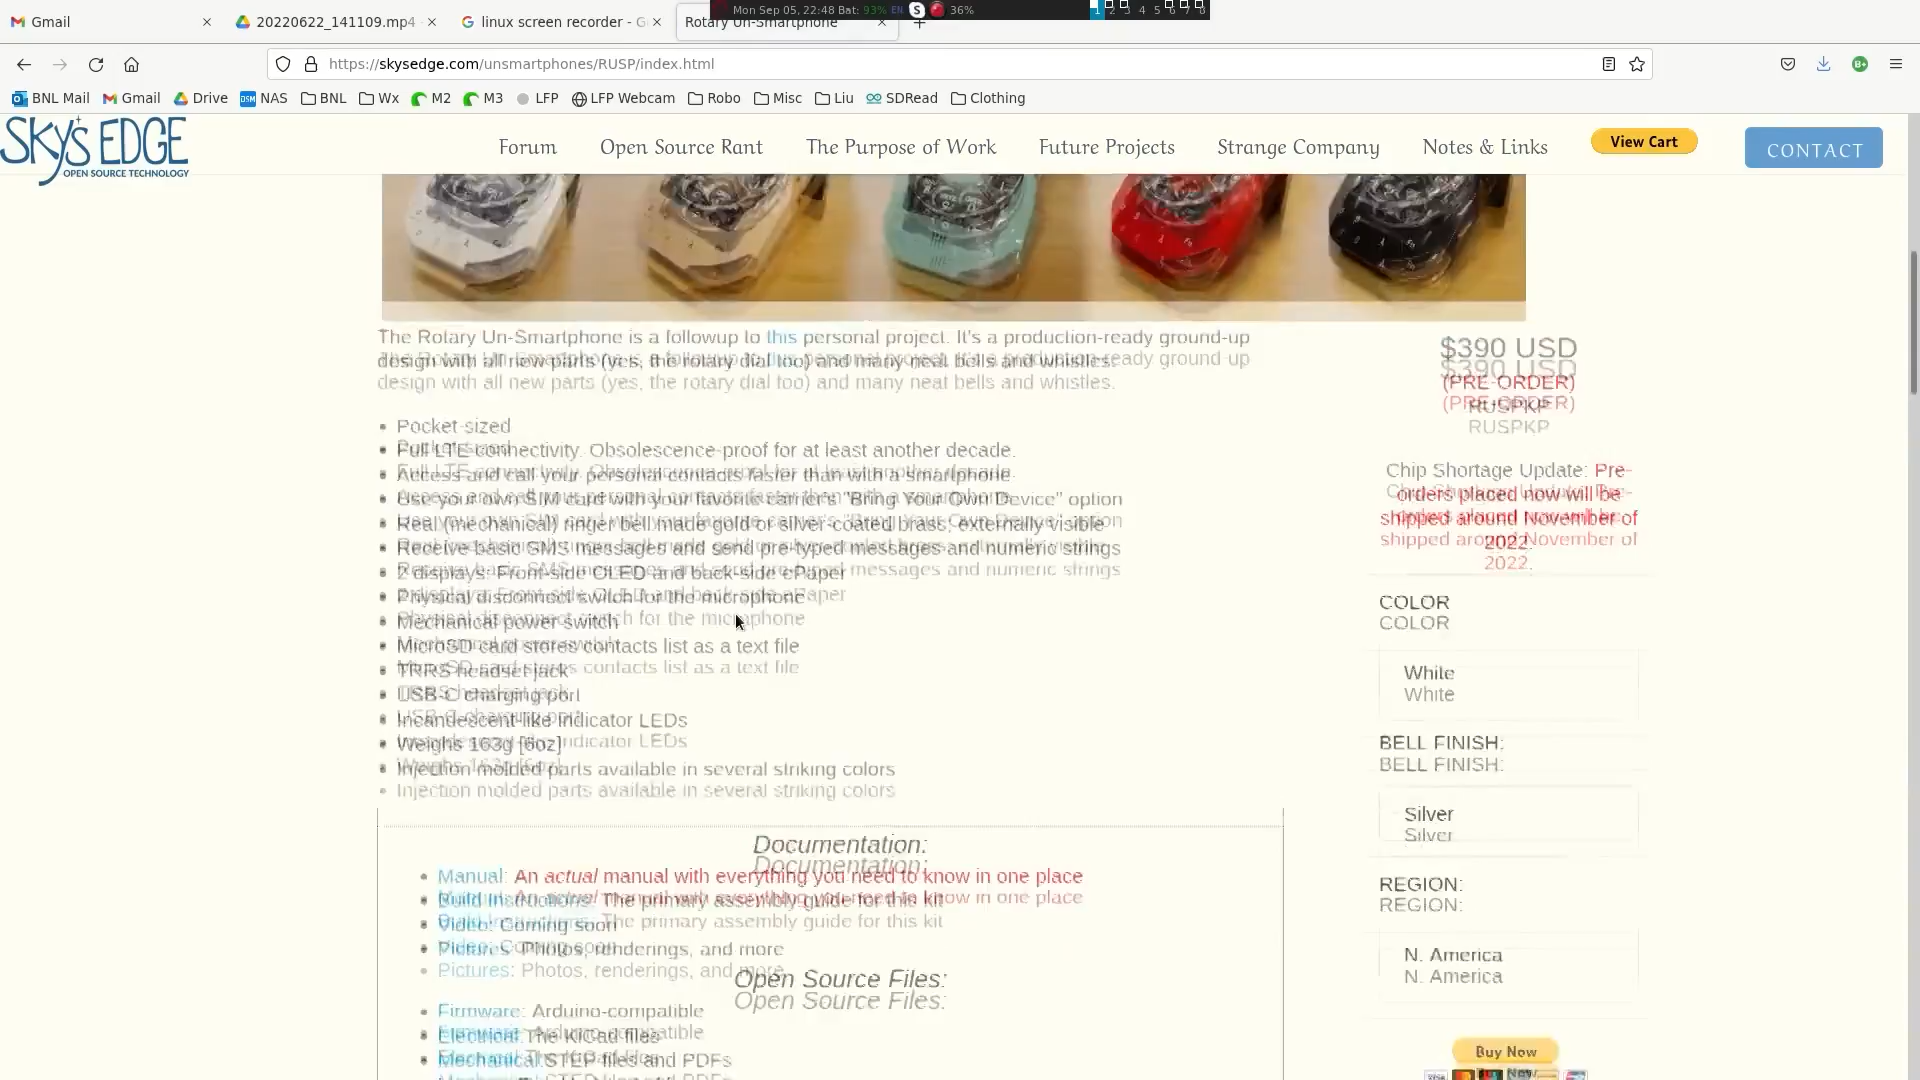 Mon Sep 05, 22:48 Bat: 93% EN S 36% 1 2 3 4 5 6 7 8
Gmail × 20220622_141109.mp4 - × linux screen recorder - G × Rotary Un-Smartphone × +
https://skysedge.com/unsmartphones/RUSP/index.html
BNL Mail Gmail Drive DSM NAS BNL Wx M2 M3 LFP LFP Webcam Robo Misc Liu SDRead Clothing
SKY'S EDGE
OPEN SOURCE TECHNOLOGY
Forum Open Source Rant The Purpose of Work Future Projects Strange Company Notes & Links View Cart CONTACT
The Rotary Un-Smartphone is a followup to this personal project. It's a production-ready ground-up
design with all new parts (yes, the rotary dial too) and many neat bells and whistles.
• Pocket sized
• Full LTE connectivity. Obsolescence proof for at least another decade.
• Access and call your personal contacts faster than with a smartphone
• Use your own SIM card with your favorite carrier's "Bring Your Own Device" option
• Real (mechanical) ringer bell made gold or silver-coated brass, externally visible
• Receive basic SMS messages and send pre-typed messages and numeric strings
• 2 displays: Front-side OLED and back-side ePaper
• Physical disconnect switch for the microphone
• Mechanical power switch
• MicroSD card stores contacts list as a text file
• TRRS headset jack
• USB-C charging port
• Incandescent-like indicator LEDs
• Weighs 163g [6oz]
• Injection molded parts available in several striking colors
Documentation:
• Manual: An actual manual with everything you need to know in one place
• Build Instructions: The primary assembly guide for this kit
• Video: Coming soon
• Pictures: Photos, renderings, and more
Open Source Files:
• Firmware: Arduino-compatible
• Electrical: The KiCad files
• Mechanical: STEP files and PDFs
$390 USD
(PRE-ORDER)
RUSPKP
Chip Shortage Update: Pre-
orders placed now will be
shipped around November of
2022.
COLOR
White
BELL FINISH:
Silver
REGION:
N. America
Buy Now